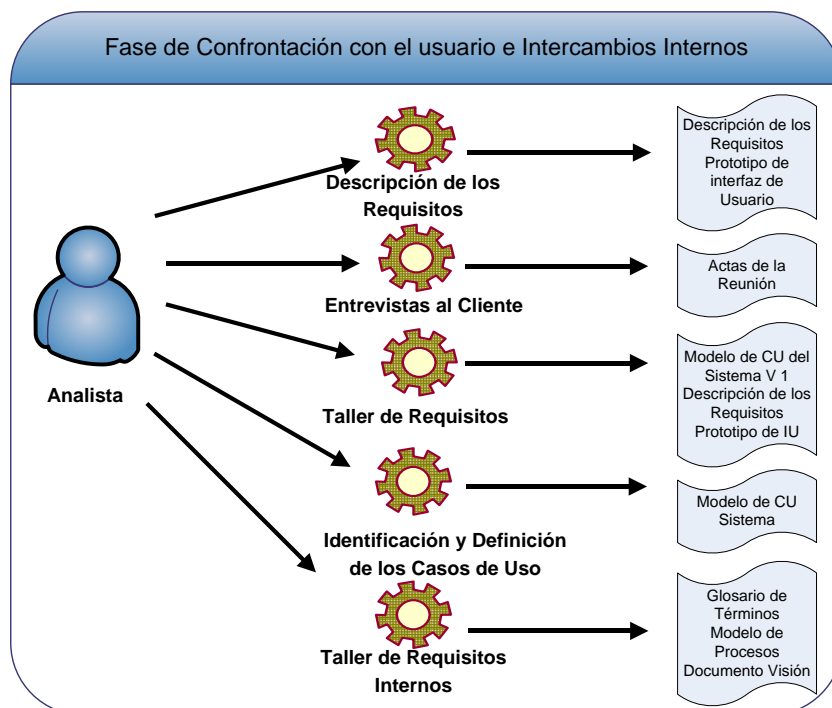 Fase de Confrontación con el usuario e Intercambios Internos
Descripción de los
Requisitos
Descripción de los
Requisitos
Prototipo de
interfaz de
Usuario
Entrevistas al Cliente
Actas de la
Reunión
Analista
Taller de Requisitos
Modelo de CU del
Sistema V 1
Descripción de los
Requisitos
Prototipo de IU
Identificación y Definición
de los Casos de Uso
Modelo de CU
Sistema
Taller de Requisitos
Internos
Glosario de
Términos
Modelo de
Procesos
Documento Visión